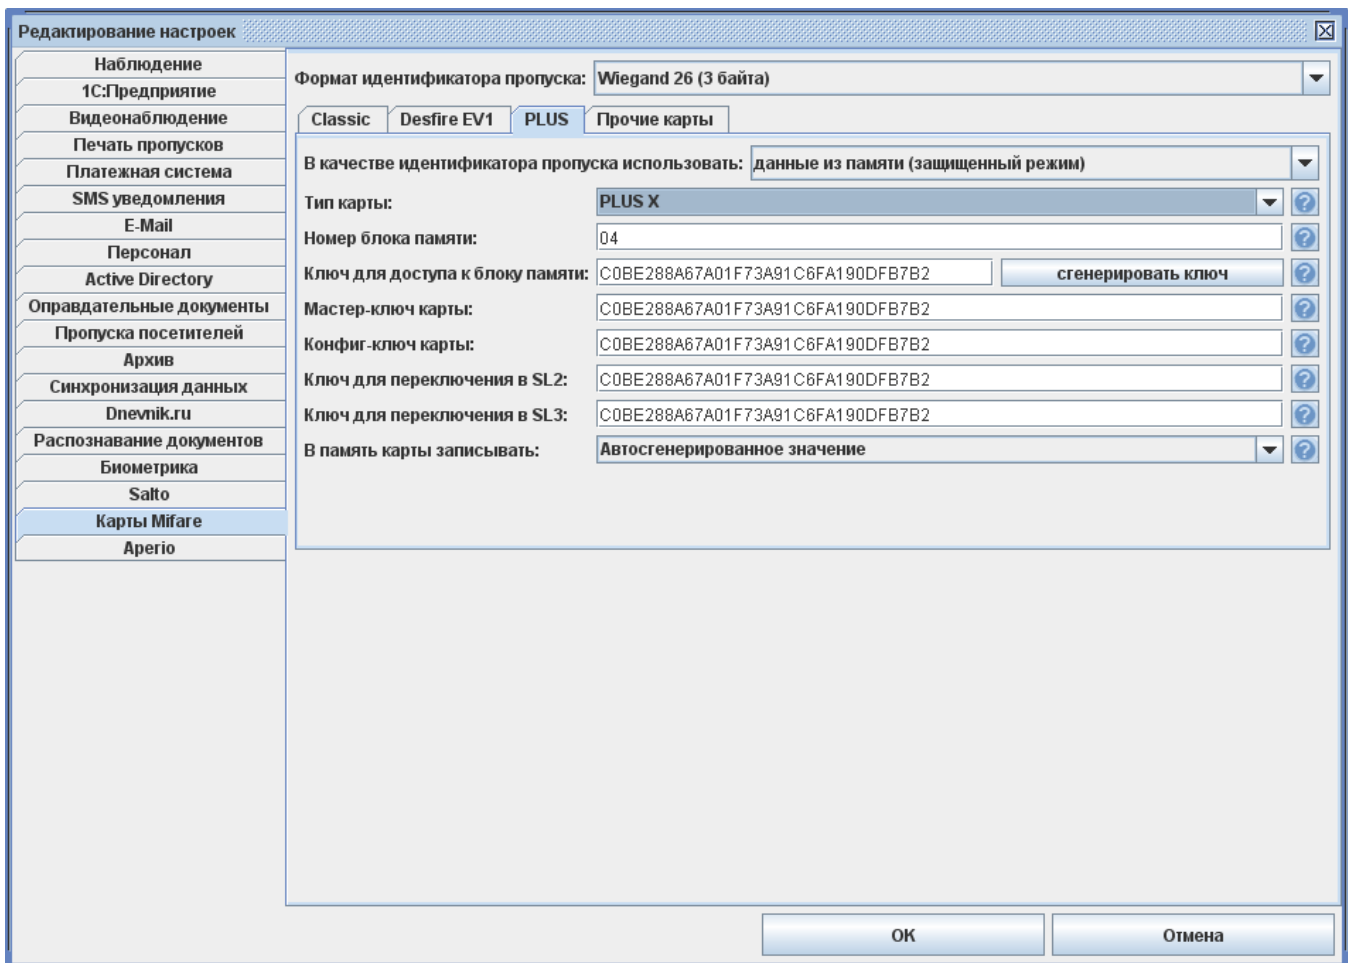 Редактирование настроек
Наблюдение
1С:Предприятие
Видеонаблюдение
Печать пропусков
Платежная система
SMS уведомления
E-Mail
Персонал
Active Directory
Оправдательные документы
Пропуска посетителей
Архив
Синхронизация данных
Dnevnik.ru
Распознавание документов
Биометрика
Salto
Карты Mifare
Aperio
Формат идентификатора пропуска: Wiegand 26 (3 байта)
Classic Desfire EV1 PLUS Прочие карты
В качестве идентификатора пропуска использовать: данные из памяти (защищенный режим)
Тип карты: PLUS X ?
Номер блока памяти: 04 ?
Ключ для доступа к блоку памяти: C0BE288A67A01F73A91C6FA190DFB7B2 сгенерировать ключ ?
Мастер-ключ карты: C0BE288A67A01F73A91C6FA190DFB7B2 ?
Конфиг-ключ карты: C0BE288A67A01F73A91C6FA190DFB7B2 ?
Ключ для переключения в SL2: C0BE288A67A01F73A91C6FA190DFB7B2 ?
Ключ для переключения в SL3: C0BE288A67A01F73A91C6FA190DFB7B2 ?
В память карты записывать: Автосгенерированное значение ?
ОК Отмена